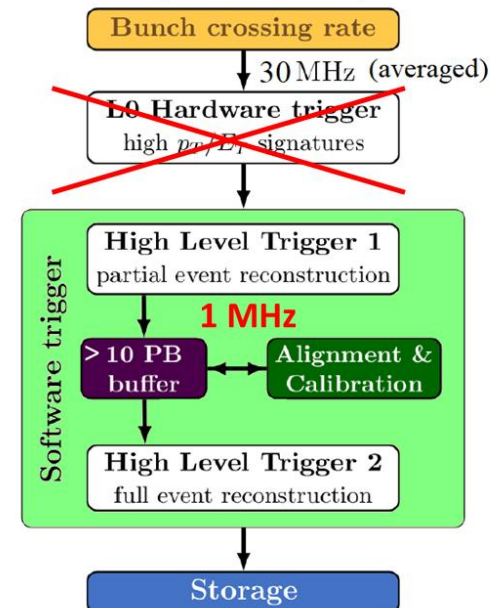 Bunch crossing rate
30 MHz (averaged)
L0 Hardware trigger
high p_T/E_T signatures
Software trigger
High Level Trigger 1
partial event reconstruction
1 MHz
> 10 PB
buffer
Alignment &
Calibration
High Level Trigger 2
full event reconstruction
Storage